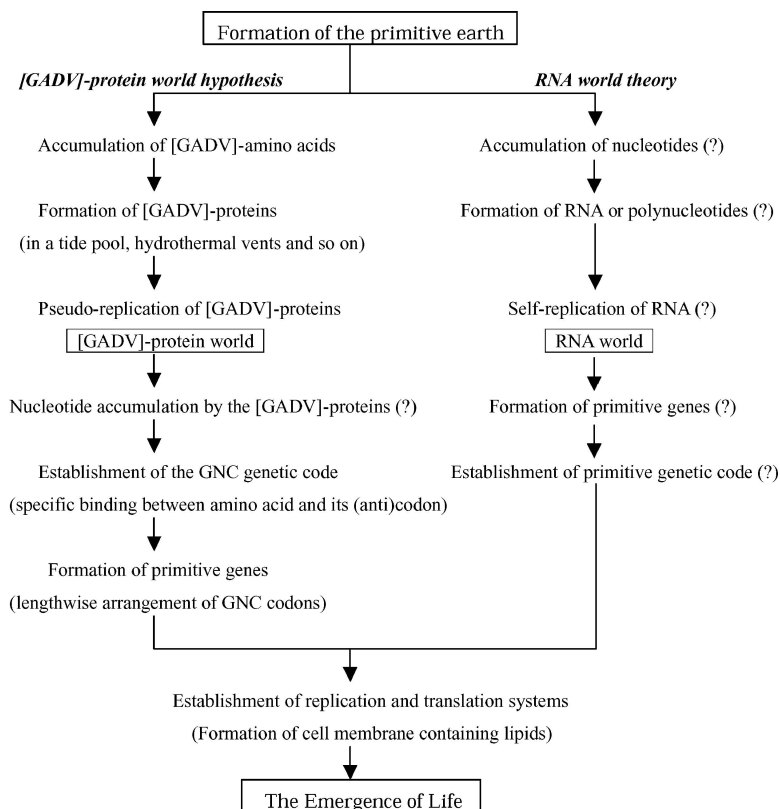 Formation of the primitive earth
[GADV]-protein world hypothesis
Accumulation of [GADV]-amino acids
Formation of [GADV]-proteins
(in a tide pool, hydrothermal vents and so on)
Pseudo-replication of [GADV]-proteins
[GADV]-protein world
Nucleotide accumulation by the [GADV]-proteins (?)
Establishment of the GNC genetic code
(specific binding between amino acid and its (anti)codon)
Formation of primitive genes
(lengthwise arrangement of GNC codons)
RNA world theory
Accumulation of nucleotides (?)
Formation of RNA or polynucleotides (?)
Self-replication of RNA (?)
RNA world
Formation of primitive genes (?)
Establishment of primitive genetic code (?)
Establishment of replication and translation systems
(Formation of cell membrane containing lipids)
The Emergence of Life